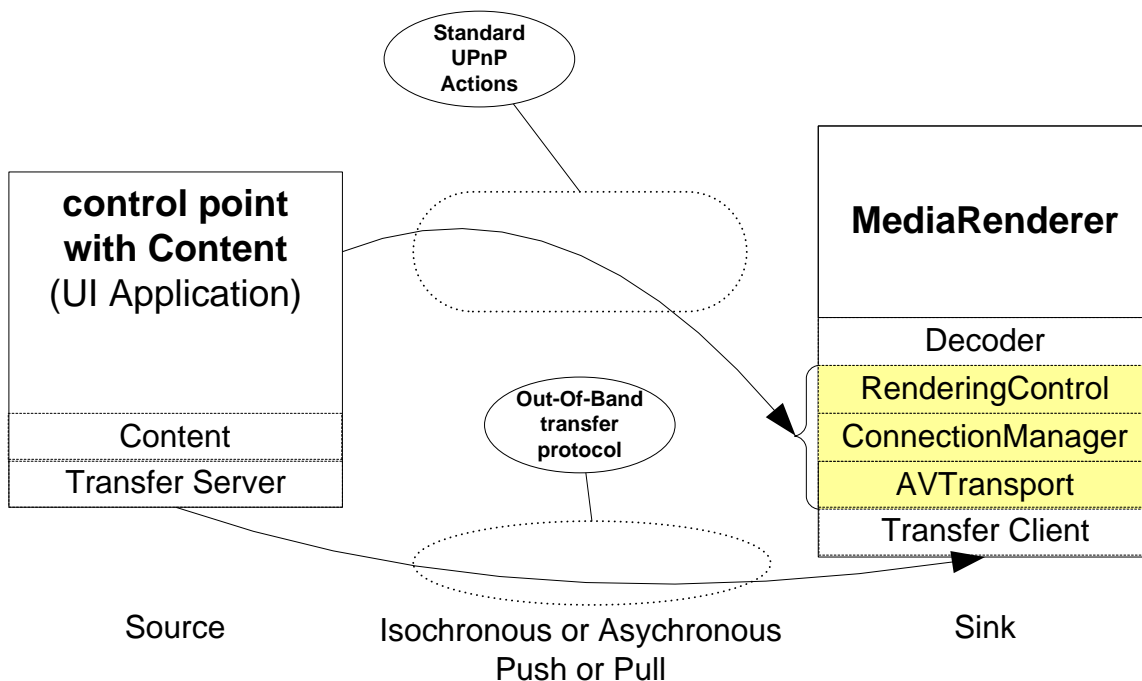 Standard
UPnP
Actions
control point
with Content
(UI Application)
Content
Transfer Server
Out-Of-Band
transfer
protocol
MediaRenderer
Decoder
RenderingControl
ConnectionManager
AVTransport
Transfer Client
Source
Isochronous or Asychronous
Push or Pull
Sink